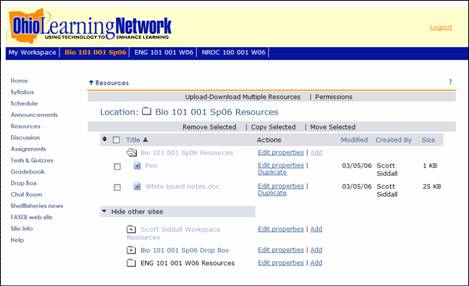 OhioLearningNetwork
USING TECHNOLOGY TO ENHANCE LEARNING
Logout
My Workspace | Bio 101 001 Sp06 | ENG 101 001 W06 | NROC 100 001 W06
Home
Syllabus
Schedule
Announcements
Resources
Discussion
Assignments
Tests & Quizzes
Gradebook
Drop Box
Chat Room
Shellfisheries news
FASEB web site
Site Info
Help
Resources ?
Upload-Download Multiple Resources | Permissions
Location: Bio 101 001 Sp06 Resources
Remove Selected | Copy Selected | Move Selected
Title Actions Modified Created By Size
Bio 101 001 Sp06 Resources Edit properties | Add
Pen Edit properties | Duplicate 03/05/06 Scott Siddall 1 KB
White board notes.doc Edit properties | Duplicate 03/05/06 Scott Siddall 25 KB
Hide other sites
Scott Siddall Workspace Resources Edit properties | Add
Bio 101 001 Sp06 Drop Box Edit properties | Add
ENG 101 001 W06 Resources Edit properties | Add